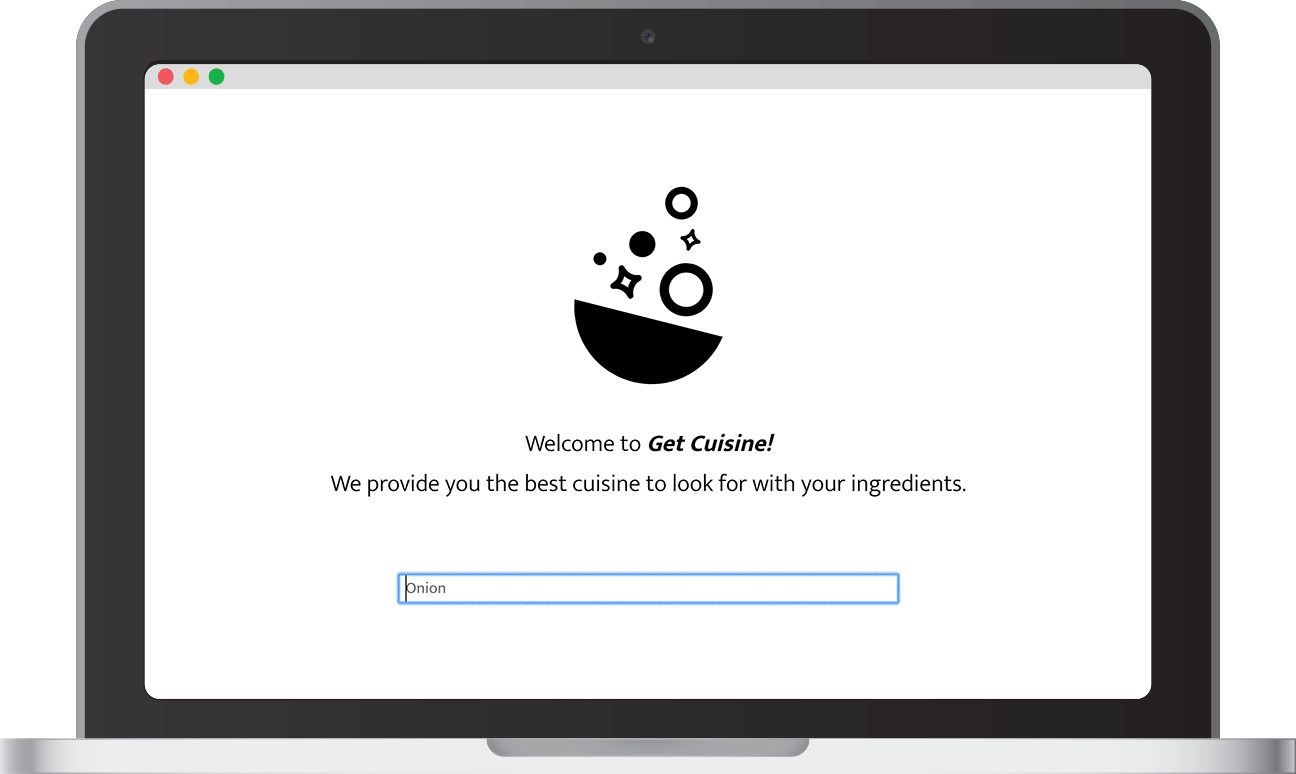 Welcome to Get Cuisine!
We provide you the best cuisine to look for with your ingredients.
Onion